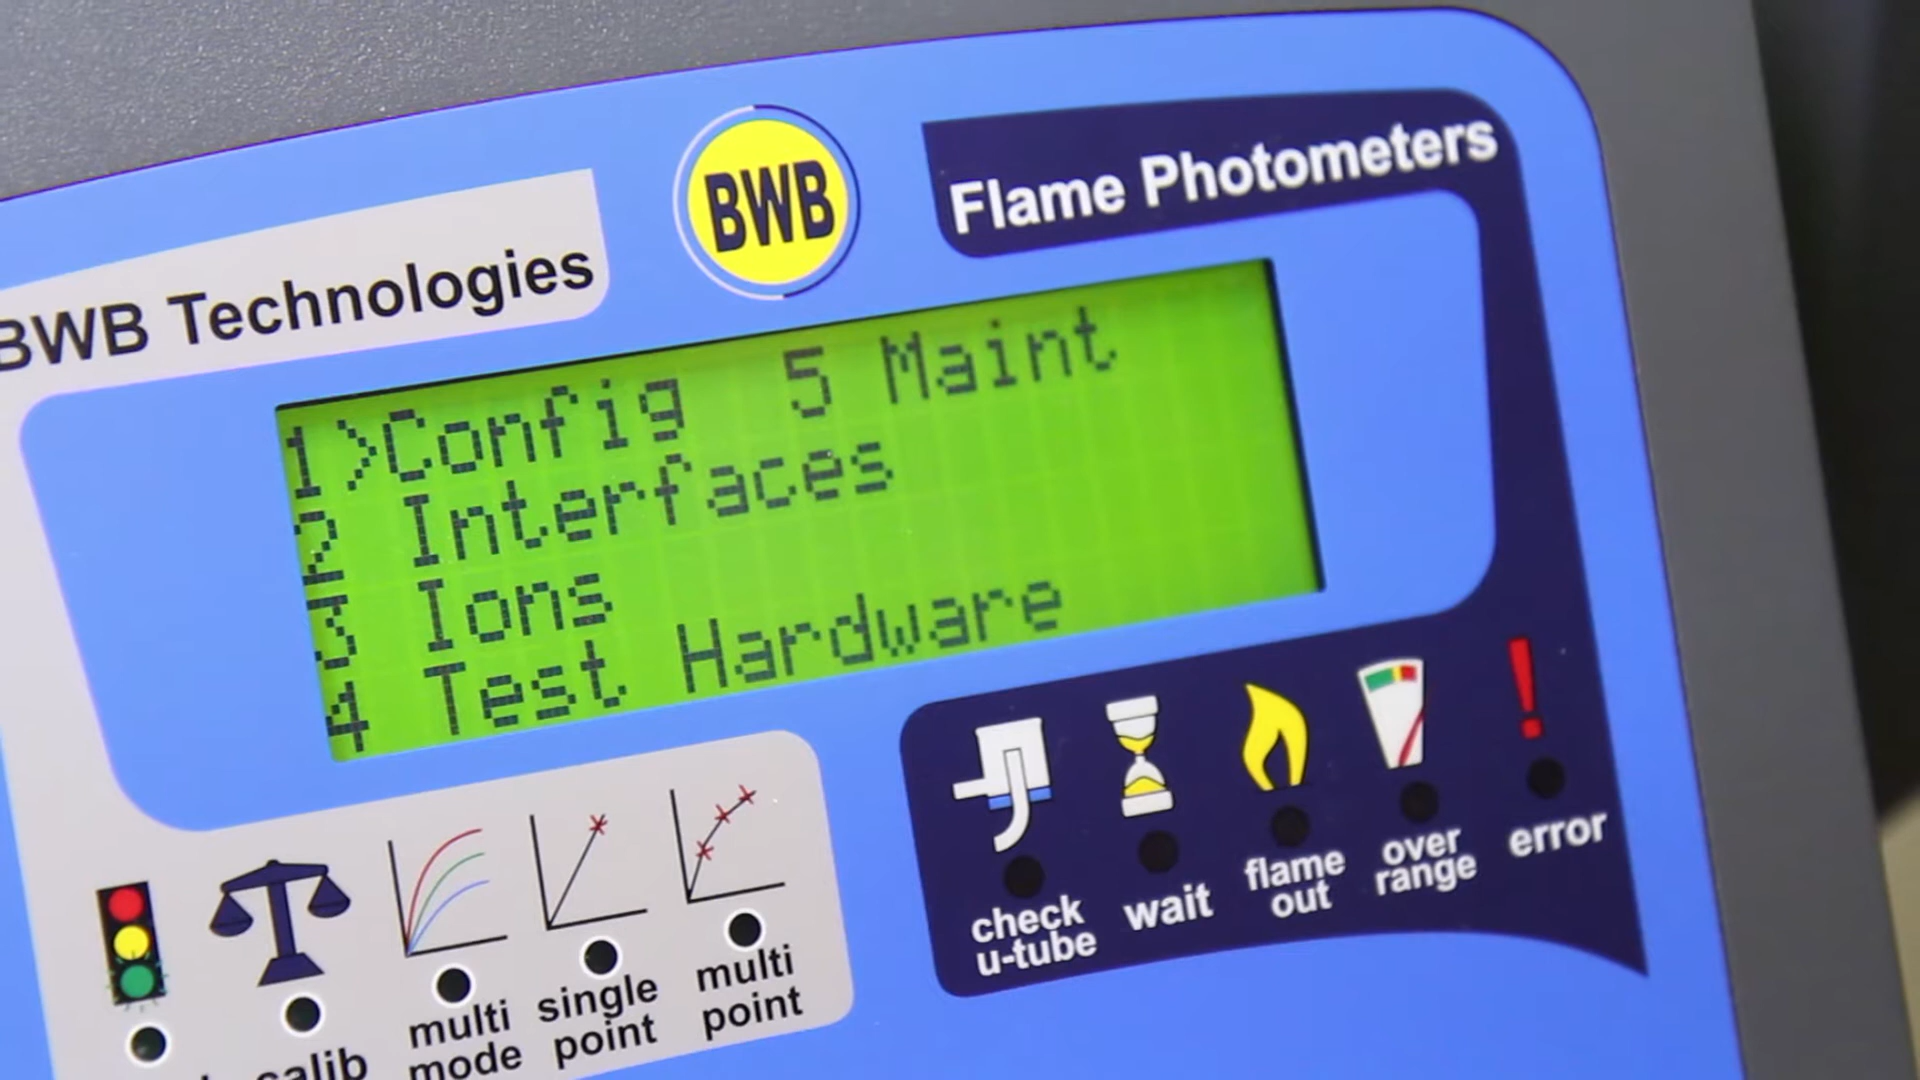 BWB Technologies
BWB
Flame Photometers
1>Config 5 Maint
2 Interfaces
3 Ions
4 Test Hardware
check
u-tube
wait
flame
out
over
range
error
calib
multi
mode
single
point
multi
point